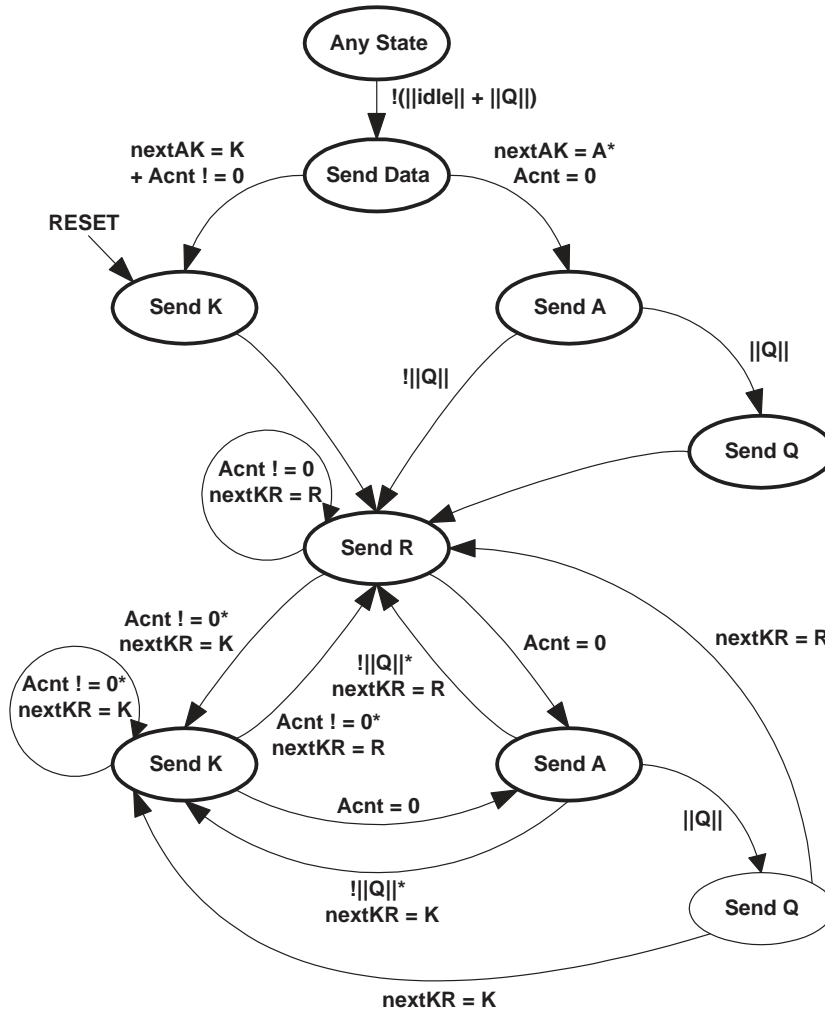 Any State
!(||idle|| + ||Q||)
nextAK = K
+ Acnt ! = 0
Send Data
nextAK = A*
Acnt = 0
RESET
Send K
Send A
||Q||
!||Q||
Send Q
Acnt ! = 0
nextKR = R
Send R
Acnt ! = 0*
nextKR = K
Acnt = 0
nextKR = R
!||Q||*
nextKR = R
Acnt ! = 0*
nextKR = K
Acnt ! = 0*
nextKR = R
Send K
Send A
Acnt = 0
||Q||
!||Q||*
nextKR = K
Send Q
nextKR = K